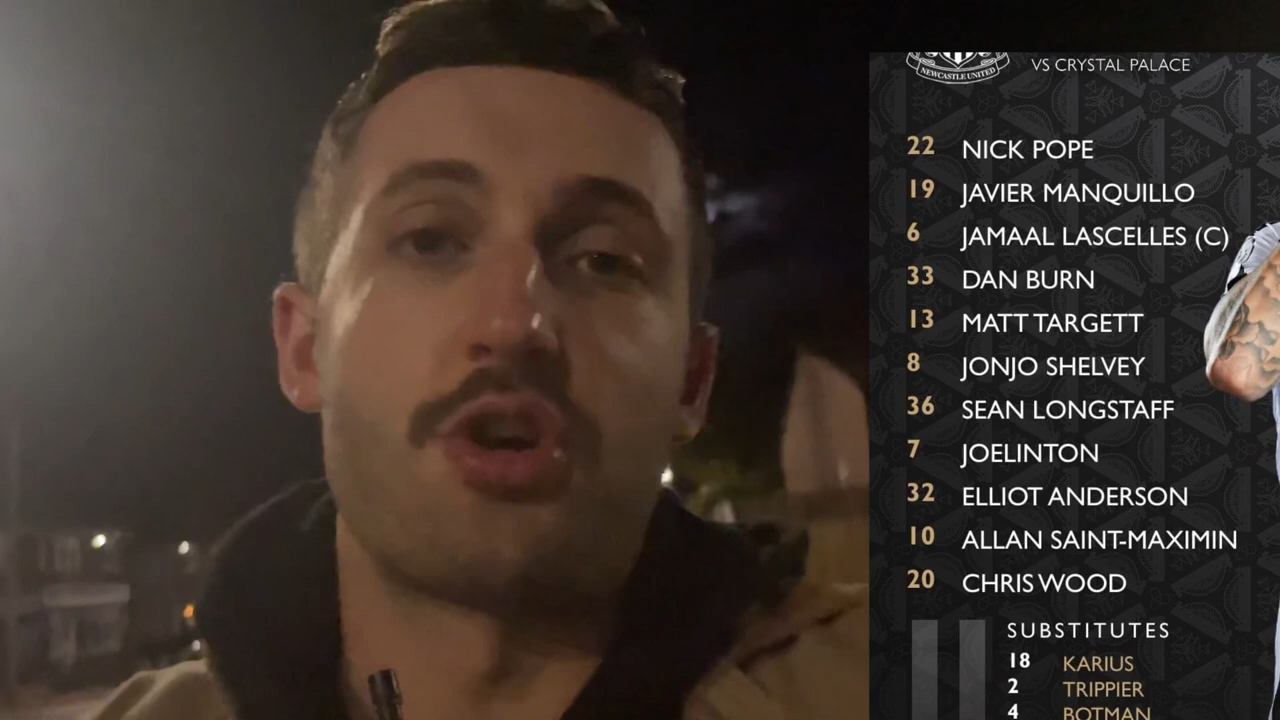 NEWCASTLE UNITED
VS CRYSTAL PALACE
22 NICK POPE
19 JAVIER MANQUILLO
6 JAMAAL LASCELLES (C)
33 DAN BURN
13 MATT TARGETT
8 JONJO SHELVEY
36 SEAN LONGSTAFF
7 JOELINTON
32 ELLIOT ANDERSON
10 ALLAN SAINT-MAXIMIN
20 CHRIS WOOD
SUBSTITUTES
18 KARIUS
2 TRIPPIER
4 BOTMAN